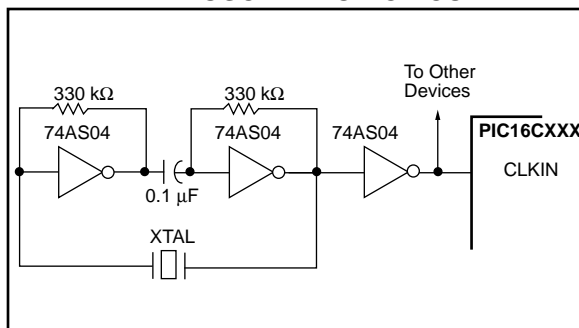 330 kΩ
330 kΩ
To Other
Devices
74AS04
74AS04
74AS04
PIC16CXXX
CLKIN
0.1 µF
XTAL